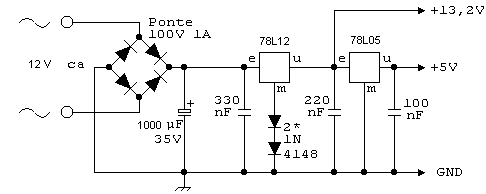 Ponte
100V 1A
+13,2V
78L12
78L05
12V ca
e
u
e
u
+5V
m
m
+
1000 µF
35V
330
nF
2*
1N
4148
220
nF
100
nF
GND